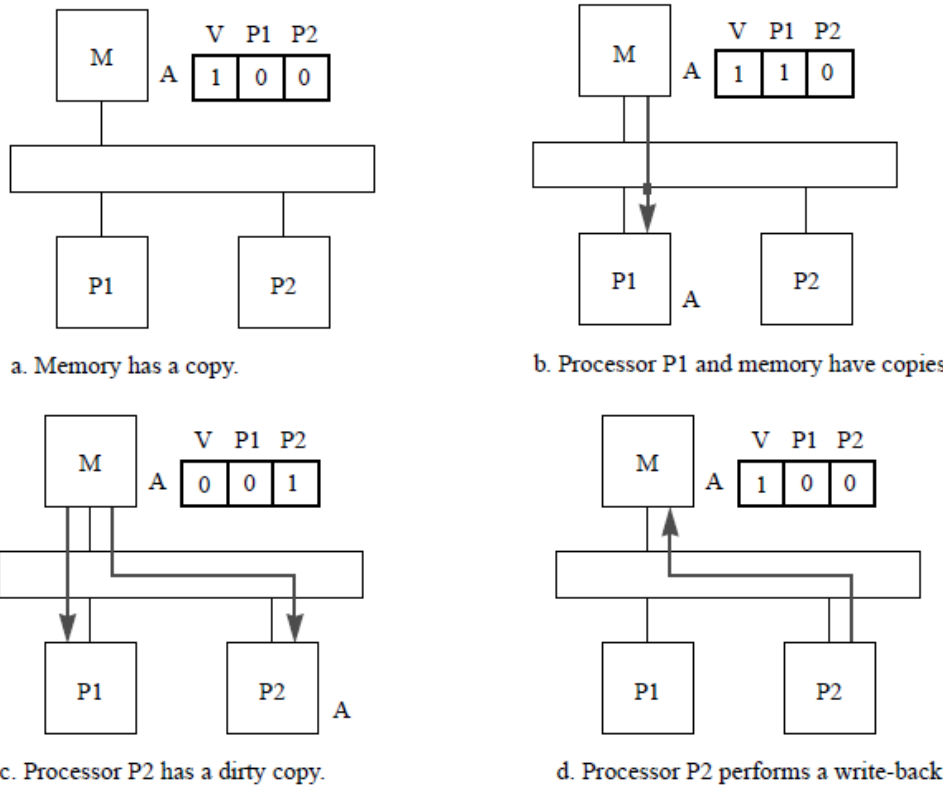 M
V P1 P2
A 1 0 0
P1 P2
a. Memory has a copy.
M
V P1 P2
A 1 1 0
P1 A P2
b. Processor P1 and memory have copies
M
V P1 P2
A 0 0 1
P1 P2 A
c. Processor P2 has a dirty copy.
M
V P1 P2
A 1 0 0
P1 P2
d. Processor P2 performs a write-back